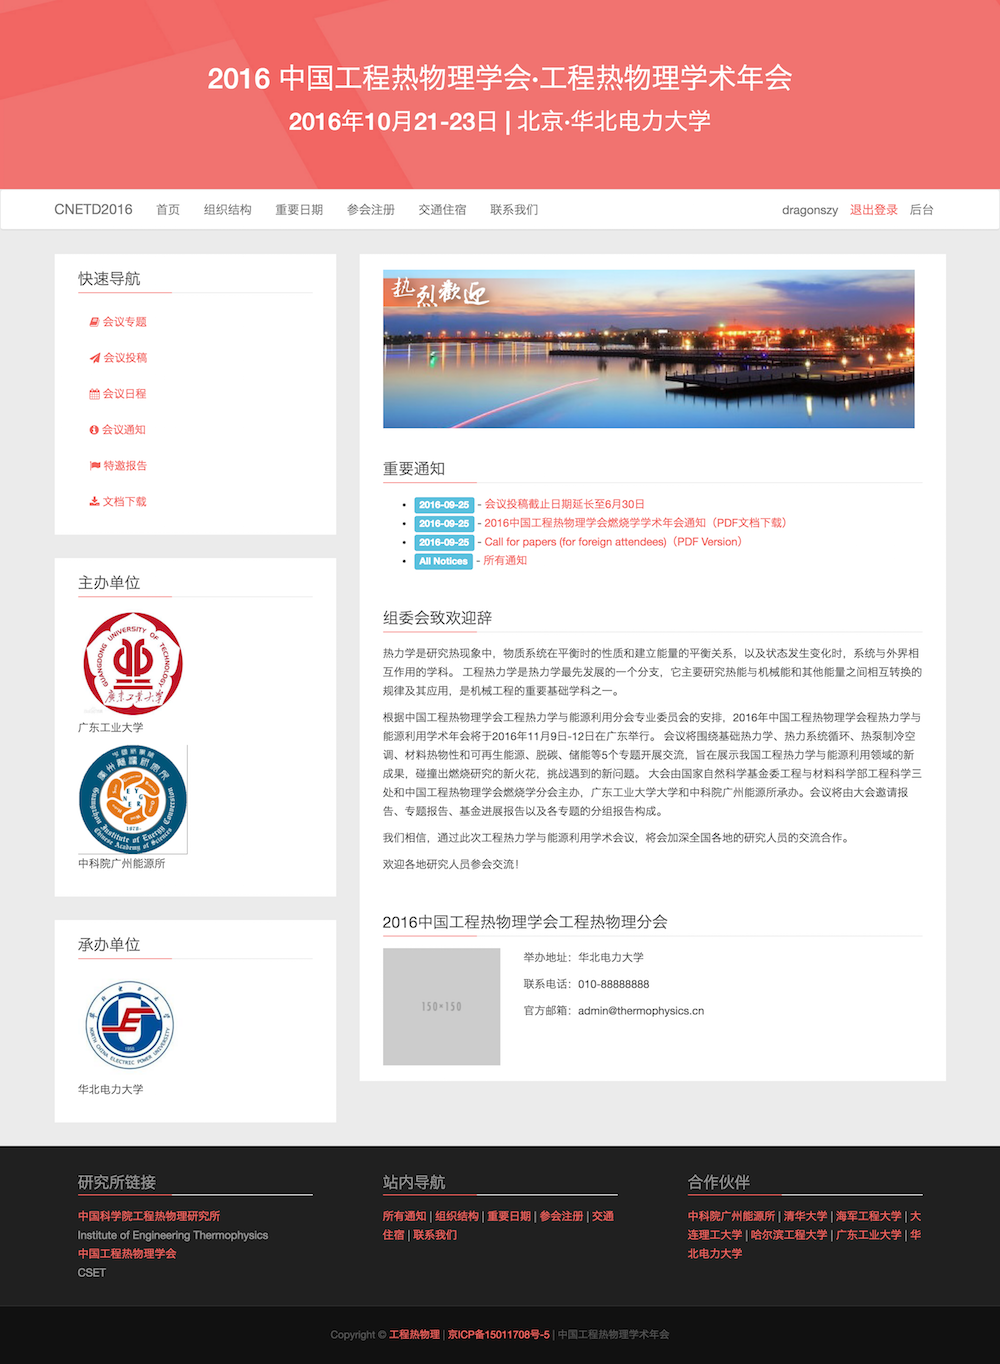 2016 中国工程热物理学会·工程热物理学术年会
2016年10月21-23日 | 北京·华北电力大学
CNETD2016 首页 组织结构 重要日期 参会注册 交通住宿 联系我们 dragonszy 退出登录 后台
快速导航
会议专题
会议投稿
会议日程
会议通知
特邀报告
文档下载
主办单位
GUANGDONG UNIVERSITY OF TECHNOLOGY
广东工业大学
广东工业大学
Guangzhou Institute of Energy Conversion
Chinese Academy of Sciences
1978
中科院广州能源所
承办单位
华北电力大学
NORTH CHINA ELECTRIC POWER UNIVERSITY
华北电力大学
热烈歡迎
重要通知
2016-09-25 - 会议投稿截止日期延长至6月30日
2016-09-25 - 2016中国工程热物理学会燃烧学学术年会通知（PDF文档下载）
2016-09-25 - Call for papers (for foreign attendees)（PDF Version）
All Notices - 所有通知
组委会致欢迎辞
热力学是研究热现象中，物质系统在平衡时的性质和建立能量的平衡关系，以及状态发生变化时，系统与外界相
互作用的学科。 工程热力学是热力学最先发展的一个分支，它主要研究热能与机械能和其他能量之间相互转换的
规律及其应用，是机械工程的重要基础学科之一。
根据中国工程热物理学会工程热力学与能源利用分会专业委员会的安排，2016年中国工程热物理学会程热力学与
能源利用学术年会将于2016年11月9日-12日在广东举行。 会议将围绕基础热力学、热力系统循环、热泵制冷空
调、材料热物性和可再生能源、脱碳、储能等5个专题开展交流，旨在展示我国工程热力学与能源利用领域的新
成果，碰撞出燃烧研究的新火花，挑战遇到的新问题。 大会由国家自然科学基金委工程与材料科学部工程科学三
处和中国工程热物理学会燃烧学分会主办，广东工业大学大学和中科院广州能源所承办。会议将由大会邀请报
告、专题报告、基金进展报告以及各专题的分组报告构成。
我们相信，通过此次工程热力学与能源利用学术会议，将会加深全国各地的研究人员的交流合作。
欢迎各地研究人员参会交流！
2016中国工程热物理学会工程热物理分会
150×150
举办地址：华北电力大学
联系电话：010-88888888
官方邮箱：admin@thermophysics.cn
研究所链接
中国科学院工程热物理研究所
Institute of Engineering Thermophysics
中国工程热物理学会
CSET
站内导航
所有通知 | 组织结构 | 重要日期 | 参会注册 | 交通
住宿 | 联系我们
合作伙伴
中科院广州能源所 | 清华大学 | 海军工程大学 | 大
连理工大学 | 哈尔滨工程大学 | 广东工业大学 | 华
北电力大学
Copyright © 工程热物理 | 京ICP备15011708号-5 | 中国工程热物理学术年会